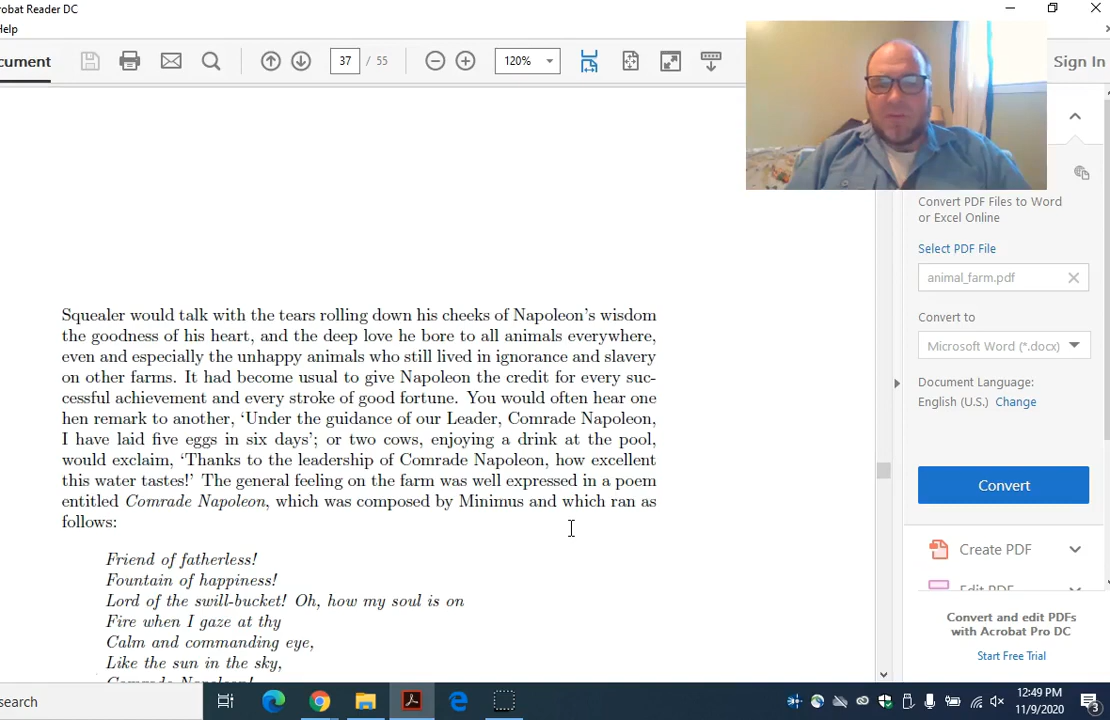 robat Reader DC
Help
cument
37 / 55
120%
Sign In
Convert PDF Files to Word
or Excel Online
Select PDF File
animal_farm.pdf
Convert to
Microsoft Word (*.docx)
Document Language:
English (U.S.) Change
Convert
Create PDF
Edit PDF
Convert and edit PDFs
with Acrobat Pro DC
Start Free Trial
Squealer would talk with the tears rolling down his cheeks of Napoleon's wisdom
the goodness of his heart, and the deep love he bore to all animals everywhere,
even and especially the unhappy animals who still lived in ignorance and slavery
on other farms. It had become usual to give Napoleon the credit for every suc-
cessful achievement and every stroke of good fortune. You would often hear one
hen remark to another, ‘Under the guidance of our Leader, Comrade Napoleon,
I have laid five eggs in six days’; or two cows, enjoying a drink at the pool,
would exclaim, ‘Thanks to the leadership of Comrade Napoleon, how excellent
this water tastes!’ The general feeling on the farm was well expressed in a poem
entitled Comrade Napoleon, which was composed by Minimus and which ran as
follows:
Friend of fatherless!
Fountain of happiness!
Lord of the swill-bucket! Oh, how my soul is on
Fire when I gaze at thy
Calm and commanding eye,
Like the sun in the sky,
Comrade Napoleon!
search
12:49 PM
11/9/2020
3